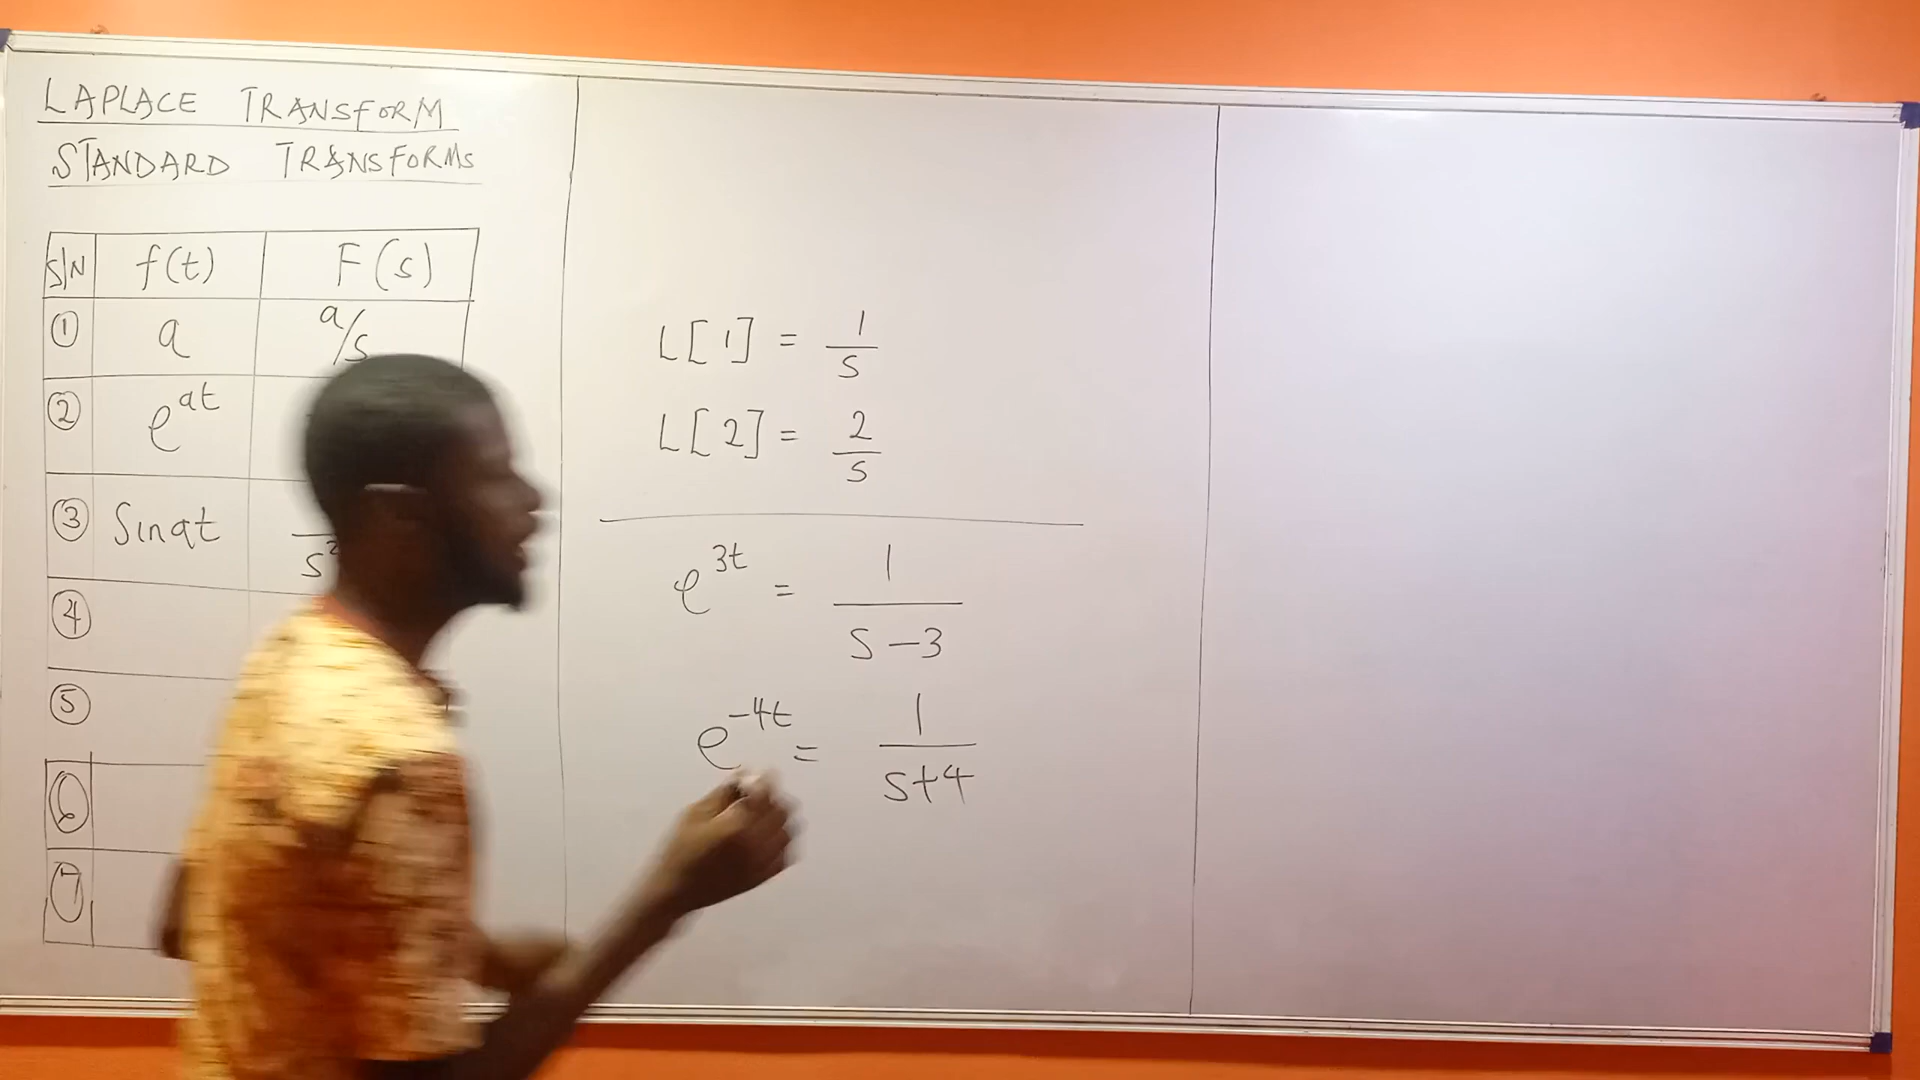 LAPLACE TRANSFORM
STANDARD TRANSFORMS
S/N f(t) F(s)
① a a/s
② e^at
③ Sinat s²
④
⑤
⑥
⑦
L[1] = 1/s
L[2] = 2/s
e^3t = 1/(s-3)
e^-4t = 1/(s+4)